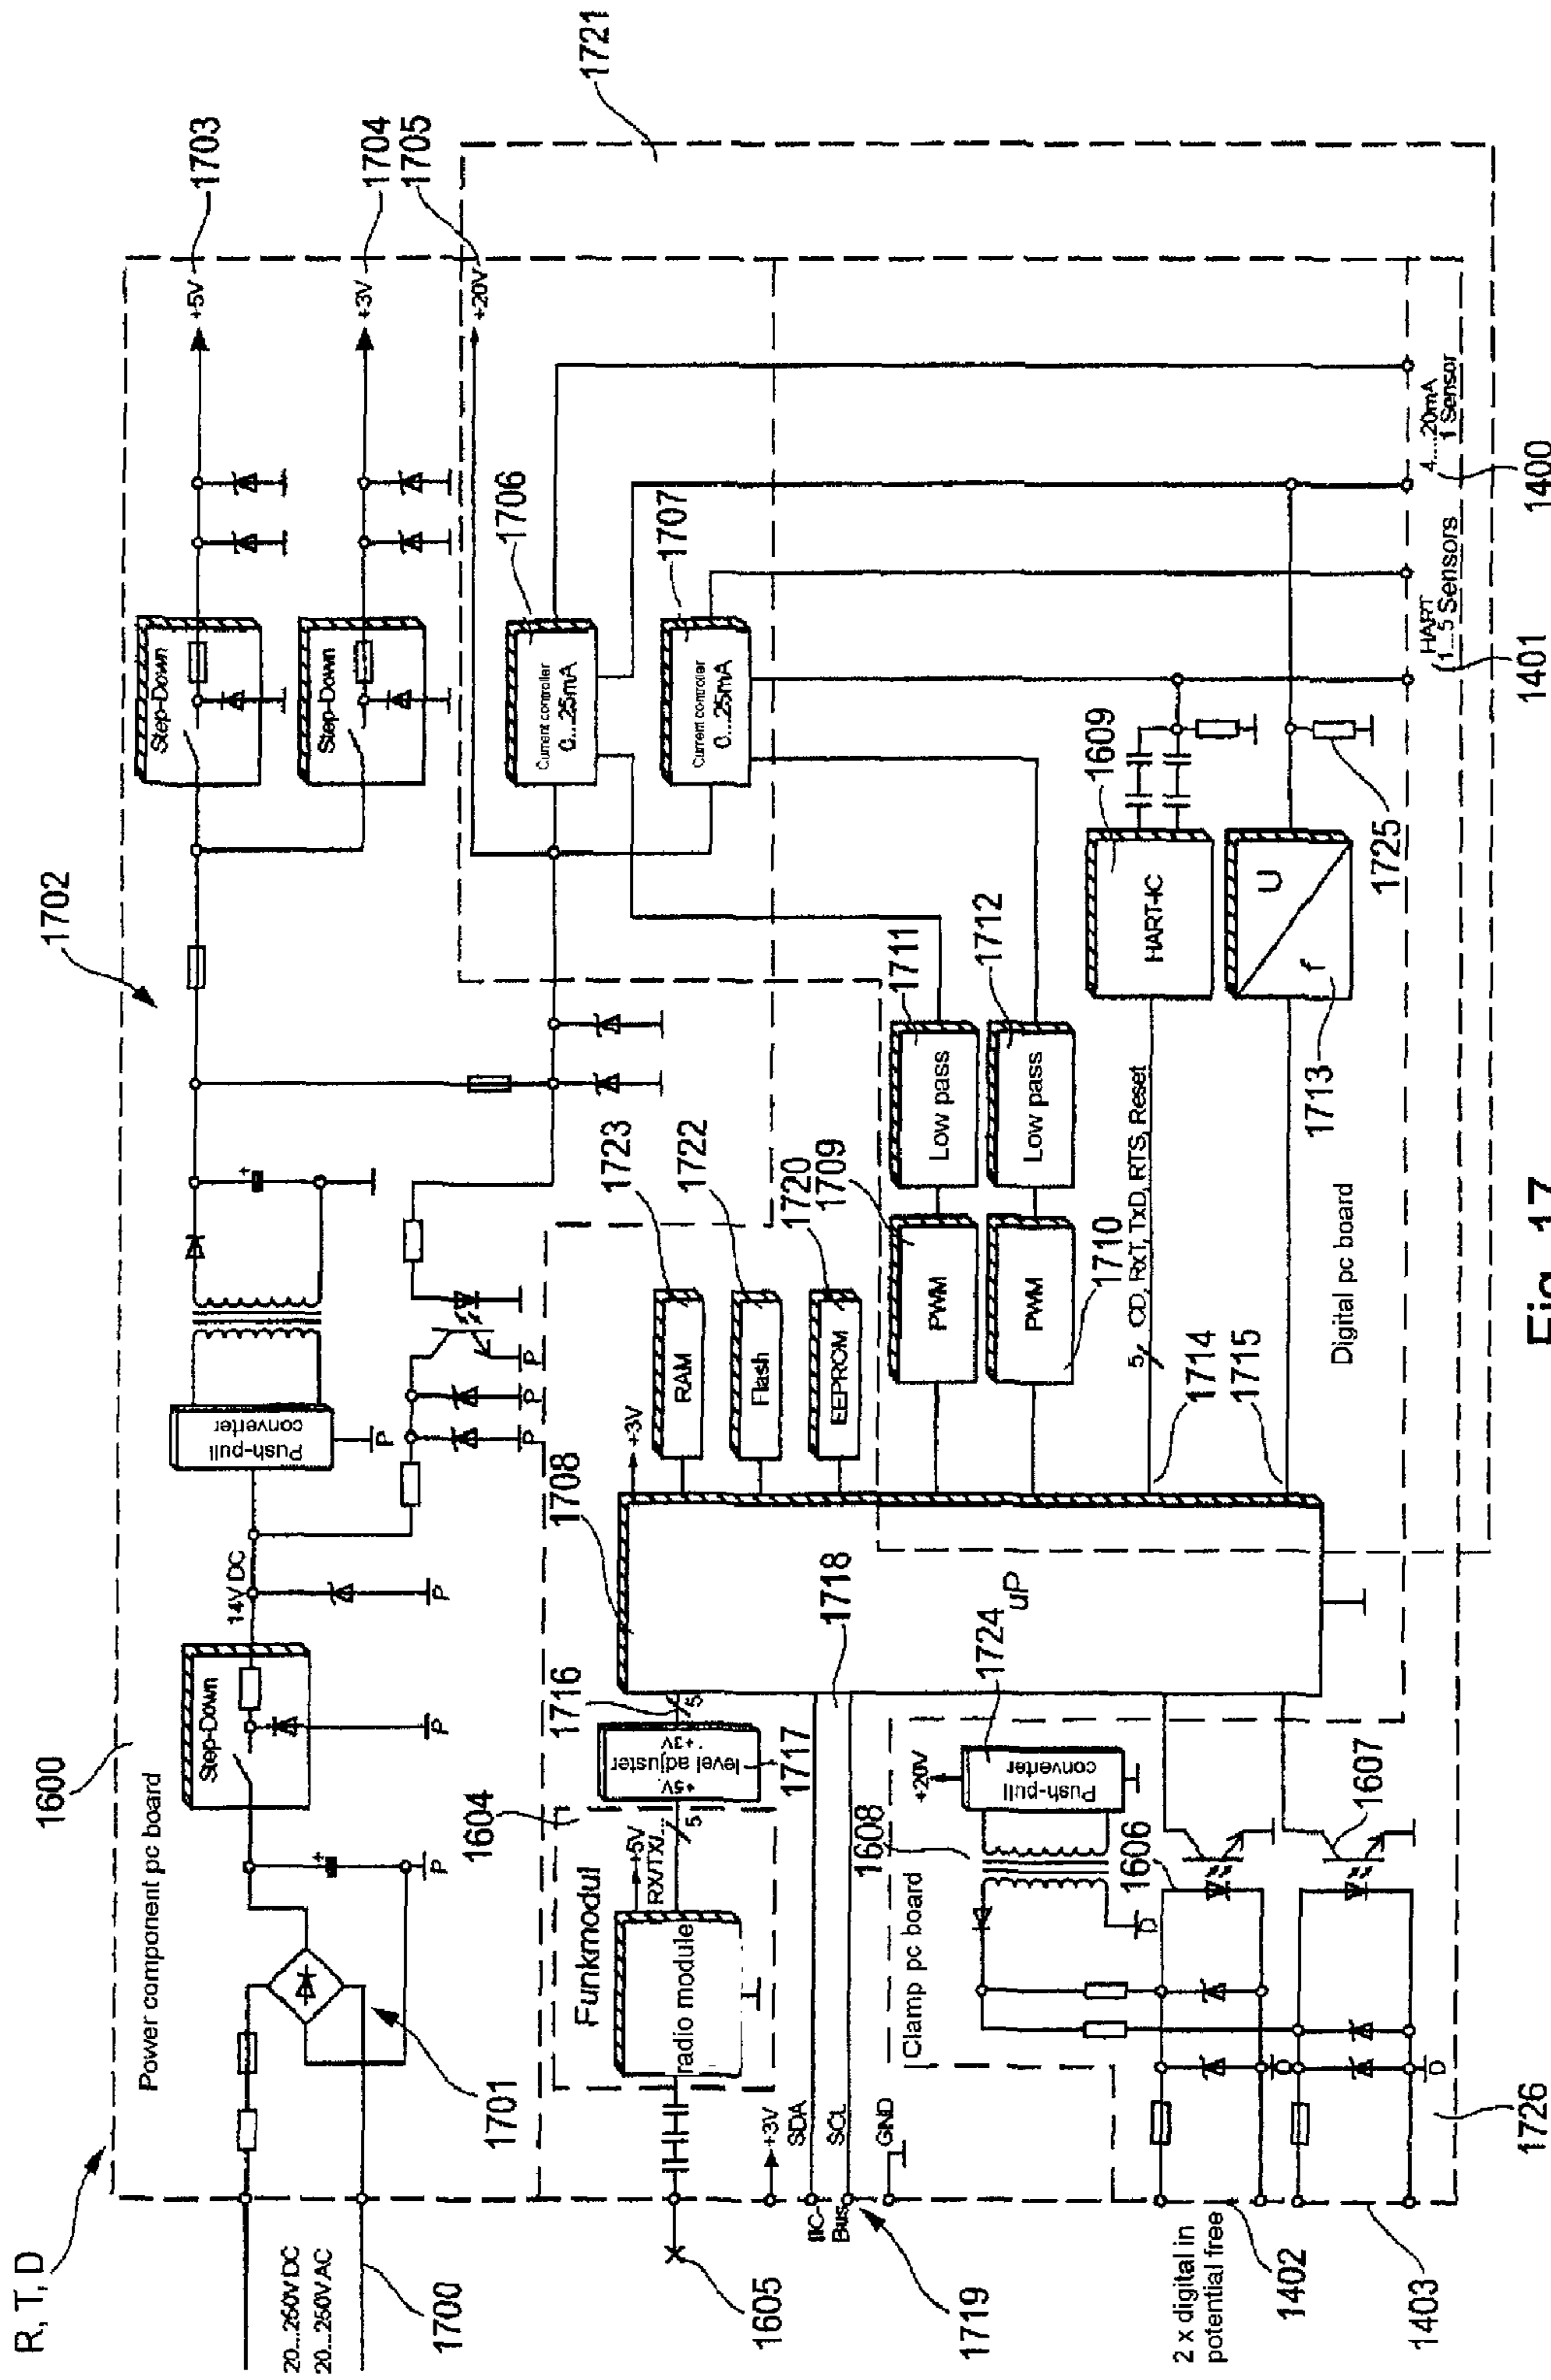 R, T, D
1600
1702
1703
1704
1705
1721
Power component pc board
20...250V DC
20...250V AC
1700
1701
Step-Down
14V DC
P
P
P
Push-pull
converter
P
P
P
P
+
+
Step-Down
Step-Down
+5V
+3V
+20V
1706
Current controller
0...25mA
1707
Current controller
0...25mA
1604
Funkmodul
radio module
+5V
RX/TX/...
5
1716
5
+5V,
+3V
level adjuster
1717
1605
1708
uP
+3V
1723
RAM
1722
Flash
1720
EEPROM
1709
PWM
1710
PWM
1711
Low pass
1712
Low pass
1718
+3V
SDA
IIC-
Bus
SCL
GND
1719
5
CD, RxT, TxD, RTS, Reset
1714
1715
1609
HART-IC
U
f
1713
1725
Digital pc board
Clamp pc board
1608
+20V
1724
Push-pull
converter
D
1606
1607
D
D
2 x digital in
potential free
1402
1403
1726
HART
1...5 Sensors
1401
4.....20mA
1 Sensor
1400
Fig. 17